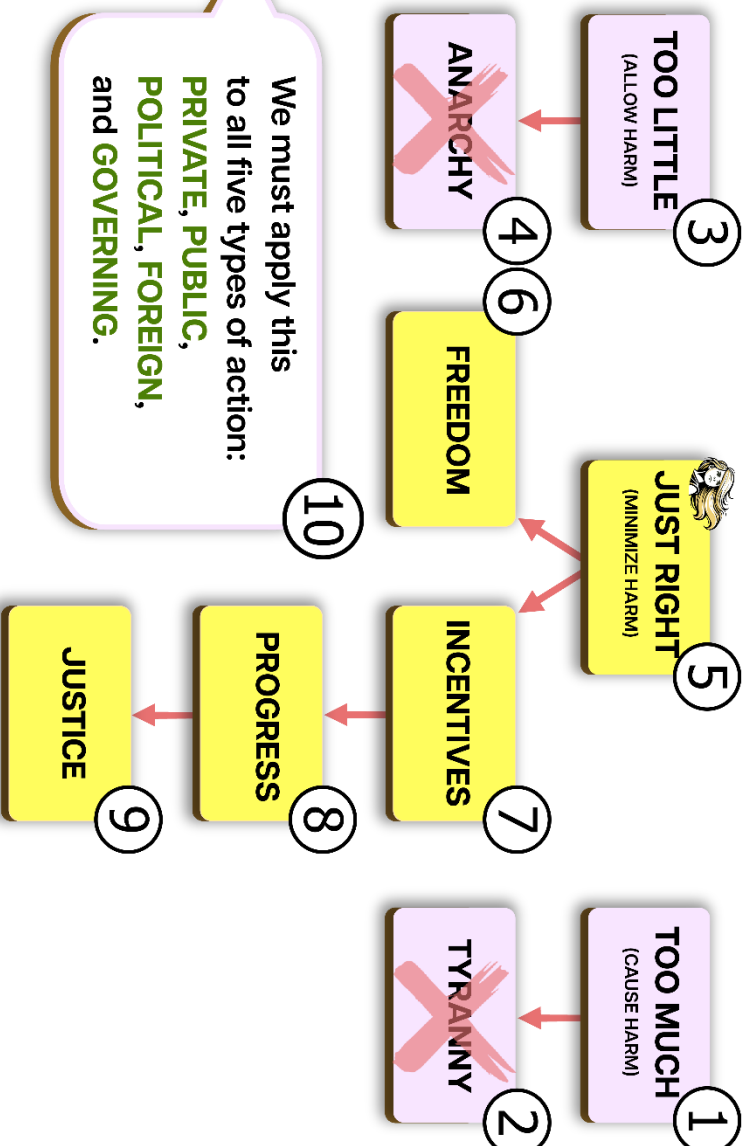 TOO LITTLE
(ALLOW HARM)
3
JUST RIGHT
(MINIMIZE HARM)
5
TOO MUCH
(CAUSE HARM)
1
ANARCHY
4
6
FREEDOM
INCENTIVES
7
TYRANNY
2
We must apply this
to all five types of action:
PRIVATE, PUBLIC,
POLITICAL, FOREIGN,
and GOVERNING.
10
PROGRESS
8
JUSTICE
9